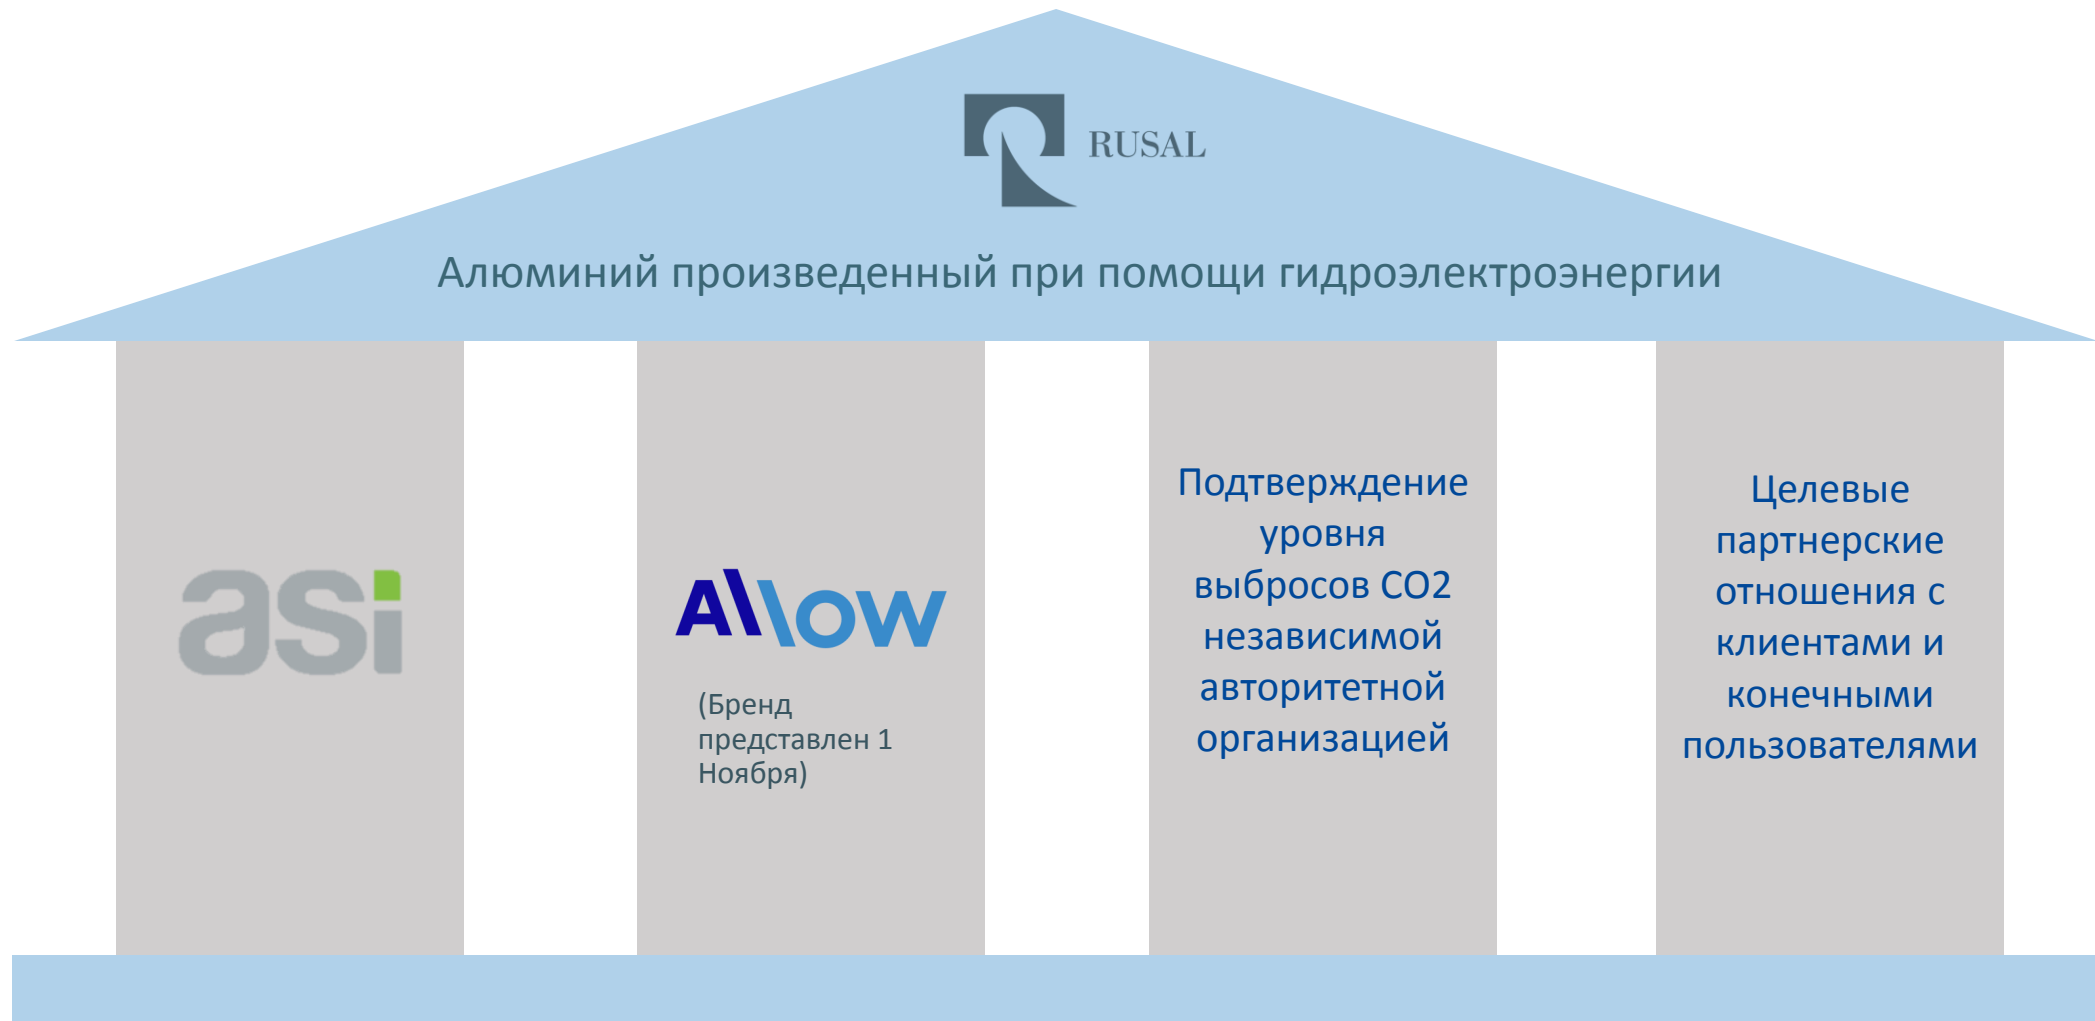 RUSAL
Алюминий произведенный при помощи гидроэлектроэнергии
asi
Allow
(Бренд
представлен 1
Ноября)
Подтверждение
уровня
выбросов СО2
независимой
авторитетной
организацией
Целевые
партнерские
отношения с
клиентами и
конечными
пользователями